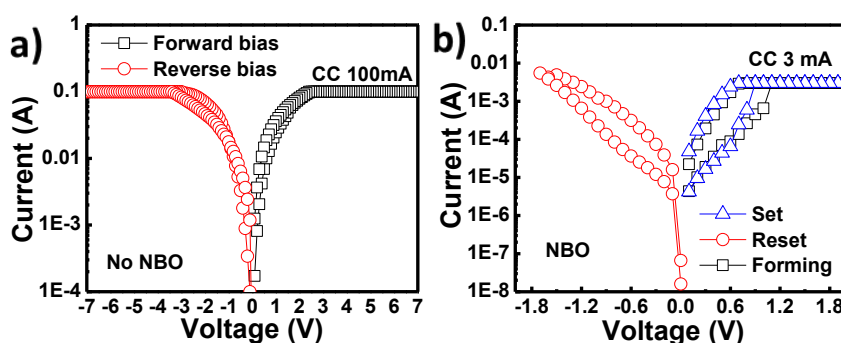 a)
Forward bias
Reverse bias
CC 100mA
No NBO
1
0.1
0.01
1E-3
1E-4
Current (A)
-7 -6 -5 -4 -3 -2 -1 0 1 2 3 4 5 6 7
Voltage (V)
b)
CC 3 mA
NBO
Set
Reset
Forming
0.1
0.01
1E-3
1E-4
1E-5
1E-6
1E-7
1E-8
Current (A)
-1.8 -1.2 -0.6 0.0 0.6 1.2 1.8
Voltage (V)